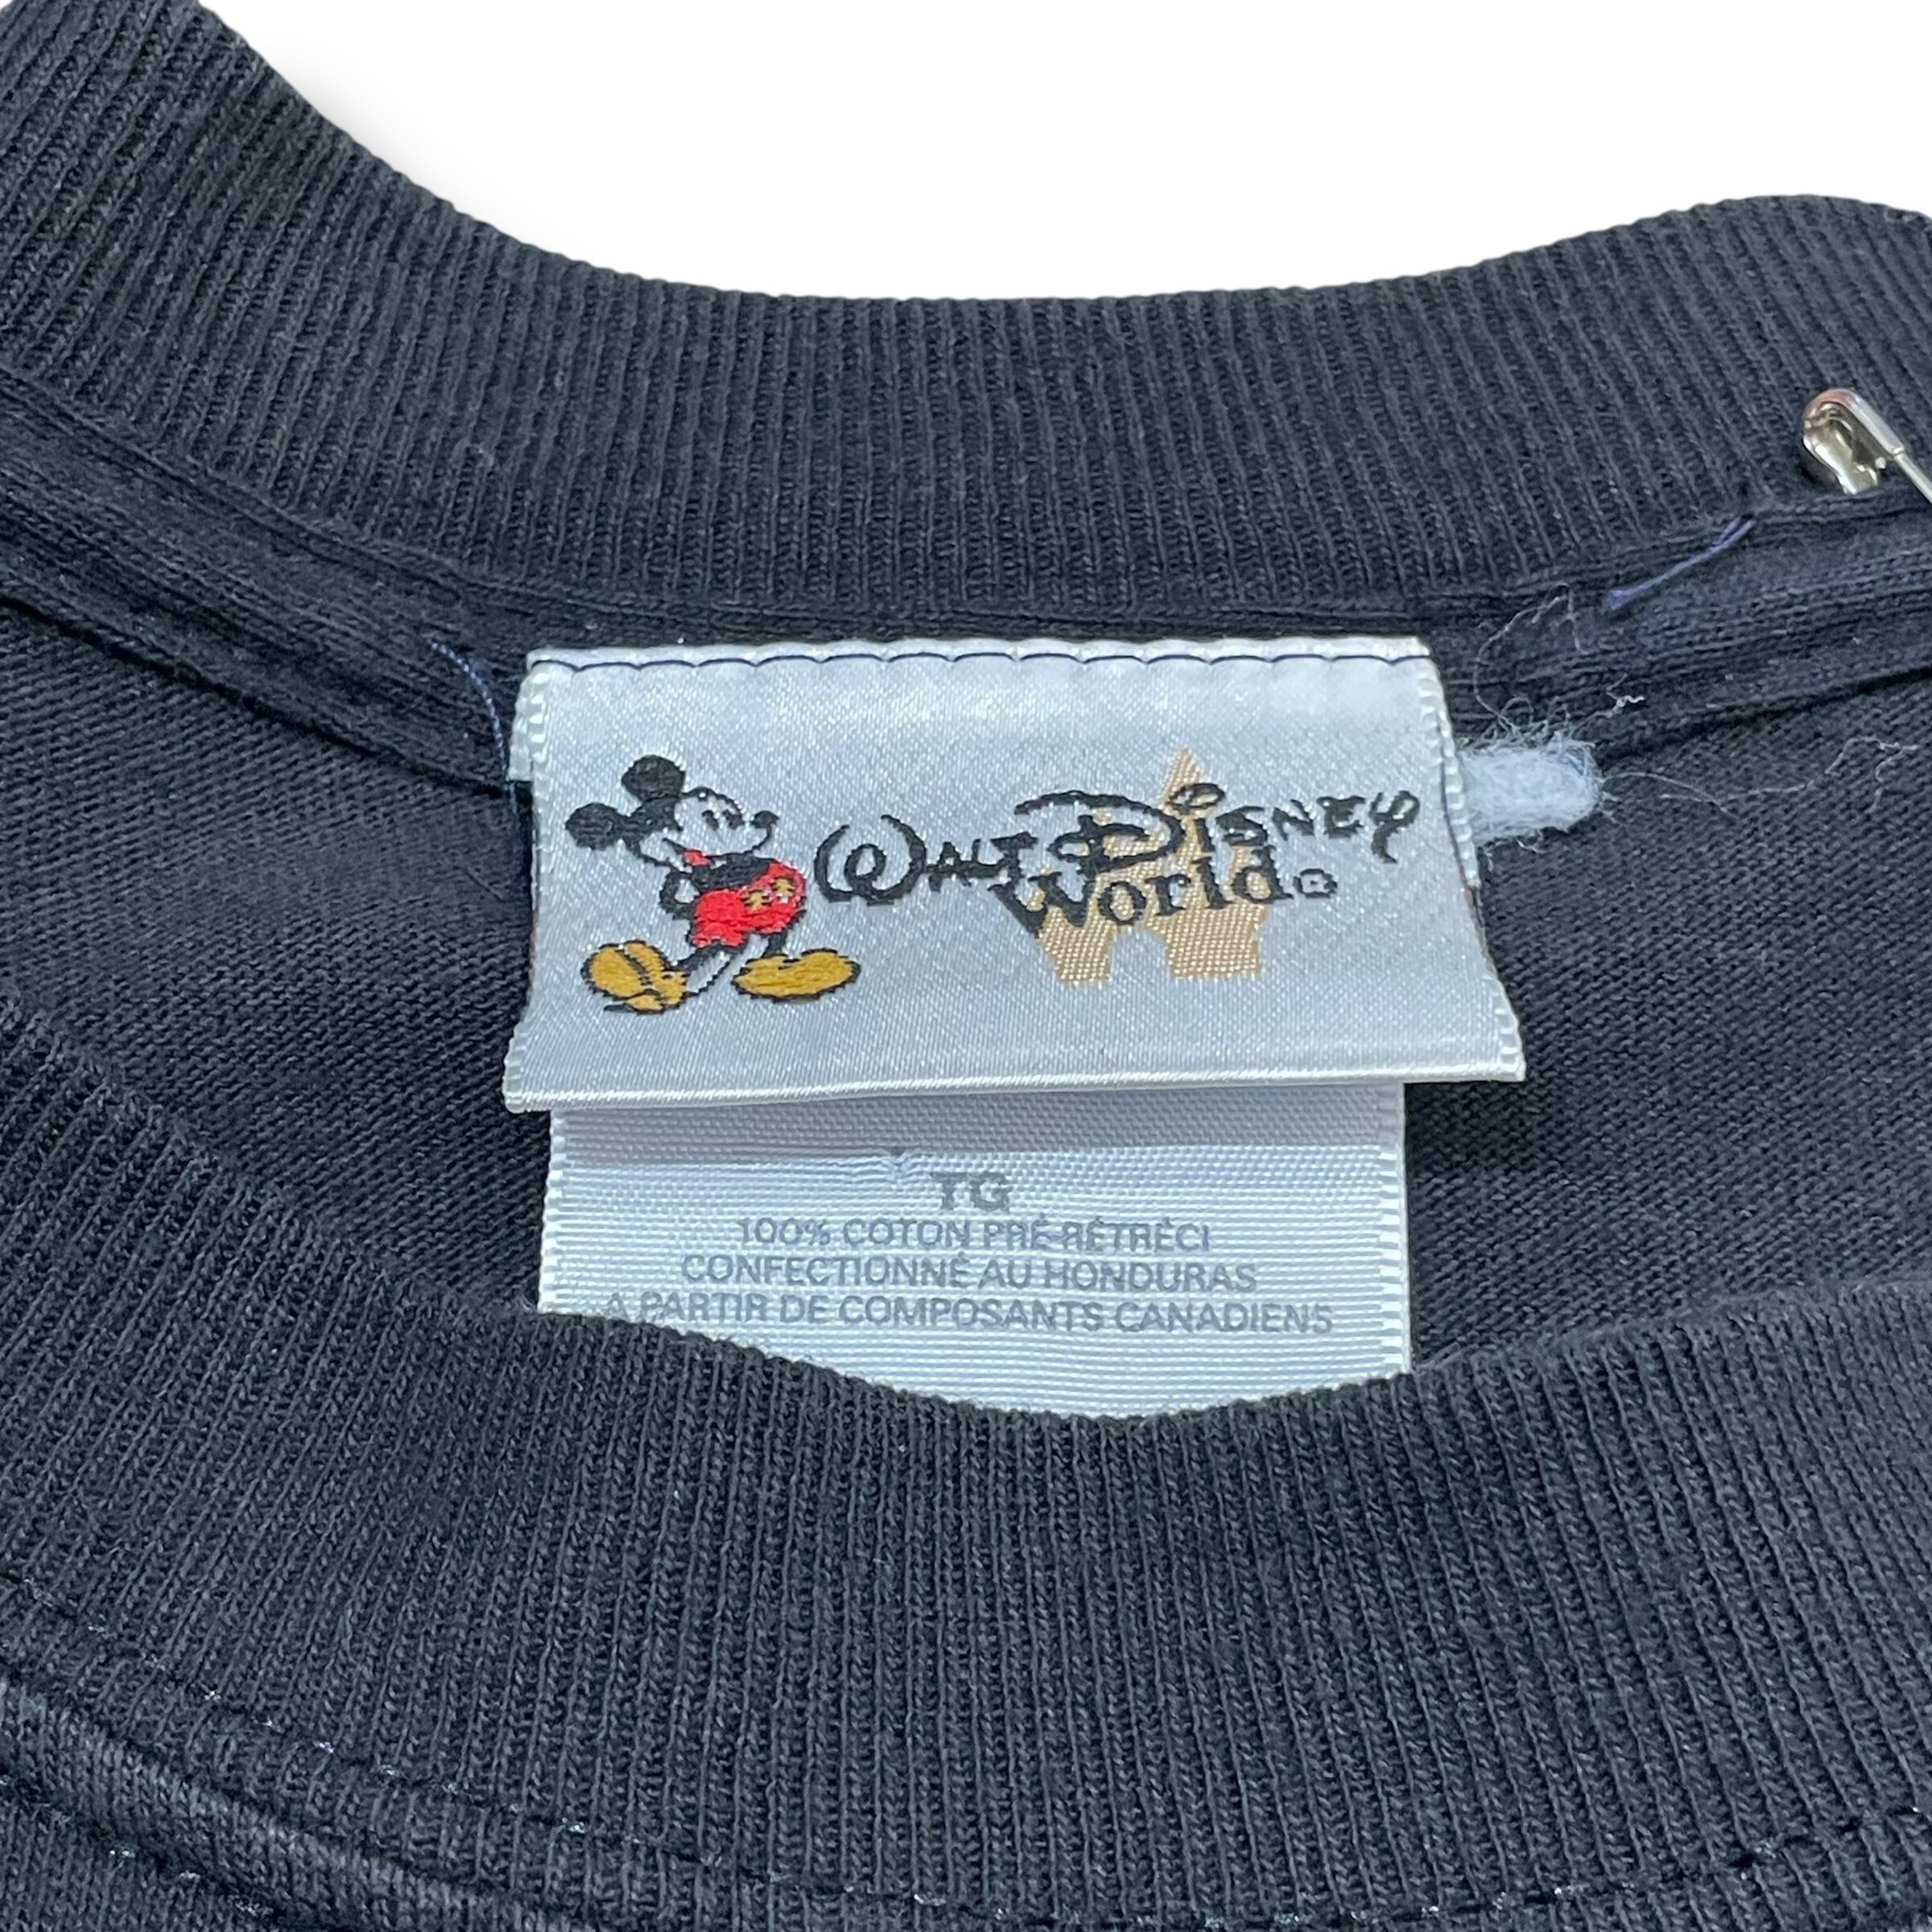 WALT DISNEY
World®
TG
100% COTON PRÉ-RÉTRÉCI
CONFECTIONNÉ AU HONDURAS
A PARTIR DE COMPOSANTS CANADIENS